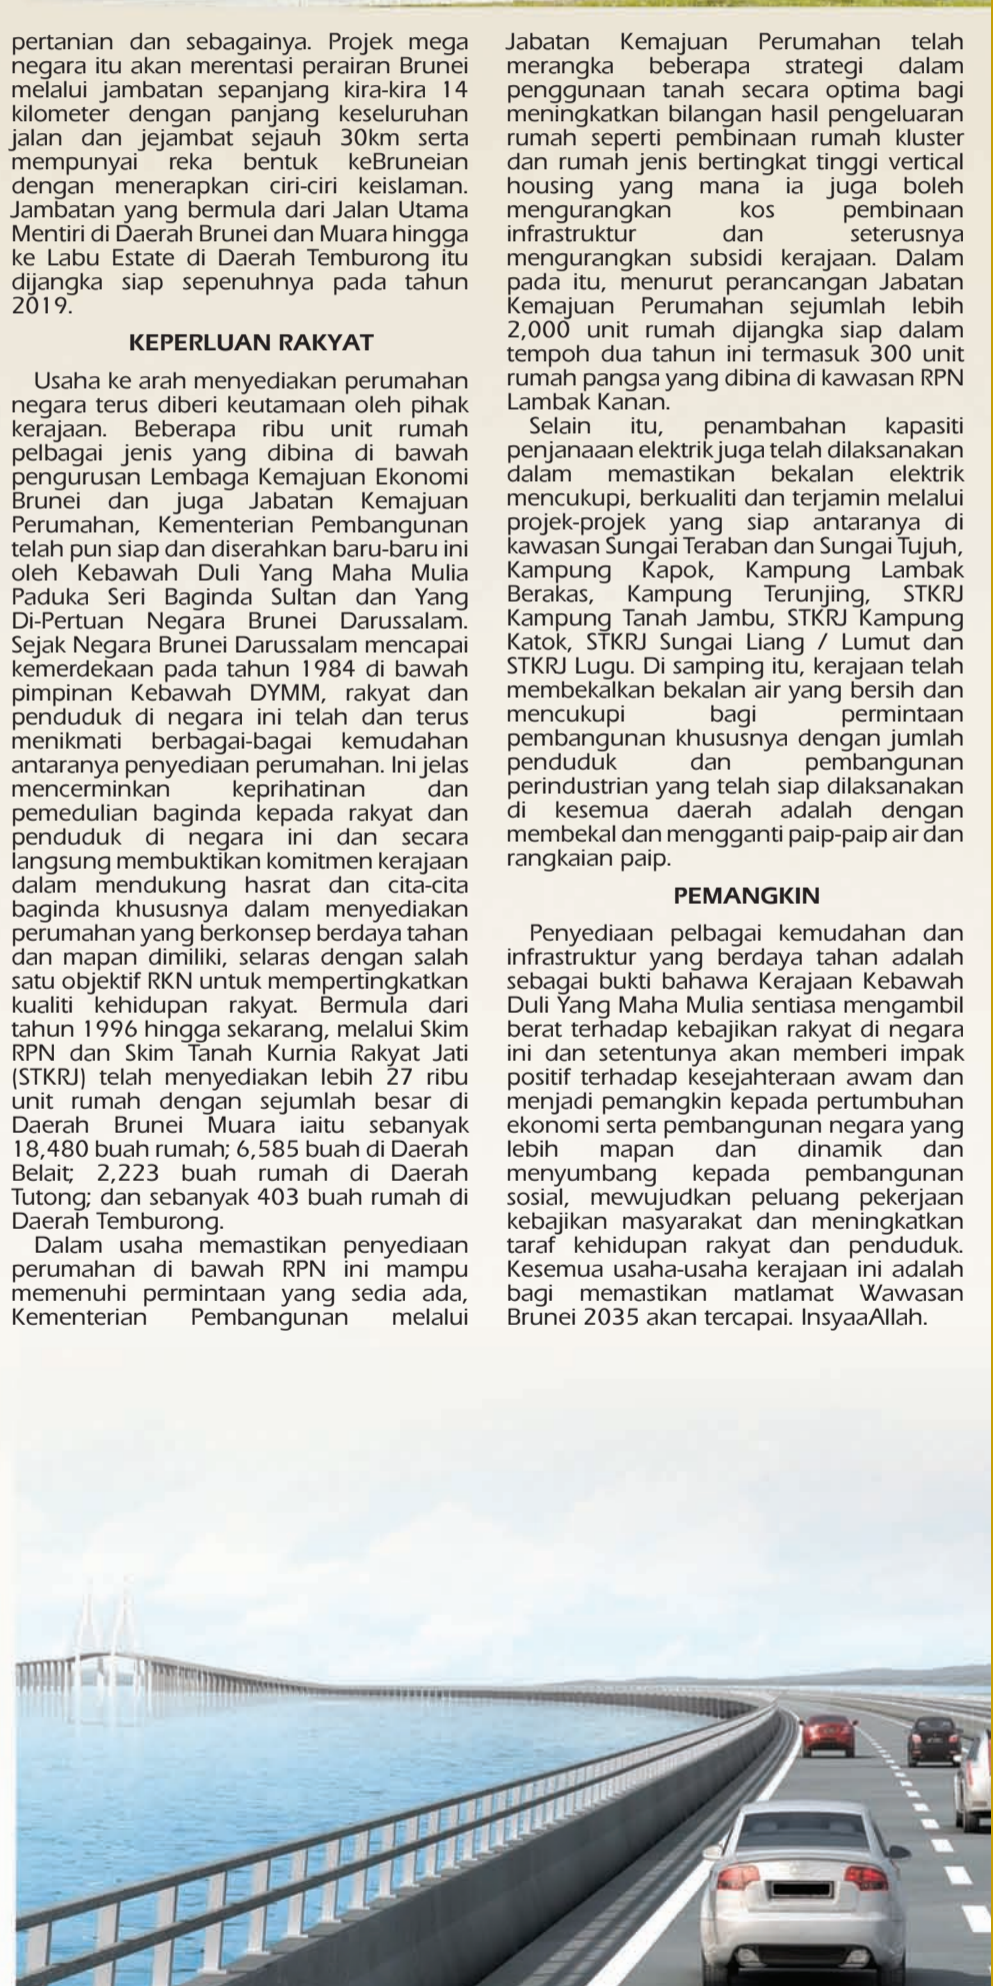 pertanian dan sebagainya. Projek mega
negara itu akan merentasi perairan Brunei
melalui jambatan sepanjang kira-kira 14
kilometer dengan panjang keseluruhan
jalan dan jejambat sejauh 30km serta
mempunyai reka bentuk keBruneian
dengan menerapkan ciri-ciri keislaman.
Jambatan yang bermula dari Jalan Utama
Mentiri di Daerah Brunei dan Muara hingga
ke Labu Estate di Daerah Temburong itu
dijangka siap sepenuhnya pada tahun
2019.
KEPERLUAN RAKYAT
Usaha ke arah menyediakan perumahan
negara terus diberi keutamaan oleh pihak
kerajaan. Beberapa ribu unit rumah
pelbagai jenis yang dibina di bawah
pengurusan Lembaga Kemajuan Ekonomi
Brunei dan juga Jabatan Kemajuan
Perumahan, Kementerian Pembangunan
telah pun siap dan diserahkan baru-baru ini
oleh Kebawah Duli Yang Maha Mulia
Paduka Seri Baginda Sultan dan Yang
Di-Pertuan Negara Brunei Darussalam.
Sejak Negara Brunei Darussalam mencapai
kemerdekaan pada tahun 1984 di bawah
pimpinan Kebawah DYMM, rakyat dan
penduduk di negara ini telah dan terus
menikmati berbagai-bagai kemudahan
antaranya penyediaan perumahan. Ini jelas
mencerminkan keprihatinan dan
pemedulian baginda kepada rakyat dan
penduduk di negara ini dan secara
langsung membuktikan komitmen kerajaan
dalam mendukung hasrat dan cita-cita
baginda khususnya dalam menyediakan
perumahan yang berkonsep berdaya tahan
dan mapan dimiliki, selaras dengan salah
satu objektif RKN untuk mempertingkatkan
kualiti kehidupan rakyat. Bermula dari
tahun 1996 hingga sekarang, melalui Skim
RPN dan Skim Tanah Kurnia Rakyat Jati
(STKRJ) telah menyediakan lebih 27 ribu
unit rumah dengan sejumlah besar di
Daerah Brunei Muara iaitu sebanyak
18,480 buah rumah; 6,585 buah di Daerah
Belait; 2,223 buah rumah di Daerah
Tutong; dan sebanyak 403 buah rumah di
Daerah Temburong.
Dalam usaha memastikan penyediaan
perumahan di bawah RPN ini mampu
memenuhi permintaan yang sedia ada,
Kementerian Pembangunan melalui
Jabatan Kemajuan Perumahan telah
merangka beberapa strategi dalam
penggunaan tanah secara optima bagi
meningkatkan bilangan hasil pengeluaran
rumah seperti pembinaan rumah kluster
dan rumah jenis bertingkat tinggi vertical
housing yang mana ia juga boleh
mengurangkan kos pembinaan
infrastruktur dan seterusnya
mengurangkan subsidi kerajaan. Dalam
pada itu, menurut perancangan Jabatan
Kemajuan Perumahan sejumlah lebih
2,000 unit rumah dijangka siap dalam
tempoh dua tahun ini termasuk 300 unit
rumah pangsa yang dibina di kawasan RPN
Lambak Kanan.
Selain itu, penambahan kapasiti
penjanaaan elektrik juga telah dilaksanakan
dalam memastikan bekalan elektrik
mencukupi, berkualiti dan terjamin melalui
projek-projek yang siap antaranya di
kawasan Sungai Teraban dan Sungai Tujuh,
Kampung Kapok, Kampung Lambak
Berakas, Kampung Terunjing, STKRJ
Kampung Tanah Jambu, STKRJ Kampung
Katok, STKRJ Sungai Liang / Lumut dan
STKRJ Lugu. Di samping itu, kerajaan telah
membekalkan bekalan air yang bersih dan
mencukupi bagi permintaan
pembangunan khususnya dengan jumlah
penduduk dan pembangunan
perindustrian yang telah siap dilaksanakan
di kesemua daerah adalah dengan
membekal dan mengganti paip-paip air dan
rangkaian paip.
PEMANGKIN
Penyediaan pelbagai kemudahan dan
infrastruktur yang berdaya tahan adalah
sebagai bukti bahawa Kerajaan Kebawah
Duli Yang Maha Mulia sentiasa mengambil
berat terhadap kebajikan rakyat di negara
ini dan setentunya akan memberi impak
positif terhadap kesejahteraan awam dan
menjadi pemangkin kepada pertumbuhan
ekonomi serta pembangunan negara yang
lebih mapan dan dinamik dan
menyumbang kepada pembangunan
sosial, mewujudkan peluang pekerjaan
kebajikan masyarakat dan meningkatkan
taraf kehidupan rakyat dan penduduk.
Kesemua usaha-usaha kerajaan ini adalah
bagi memastikan matlamat Wawasan
Brunei 2035 akan tercapai. InsyaaAllah.